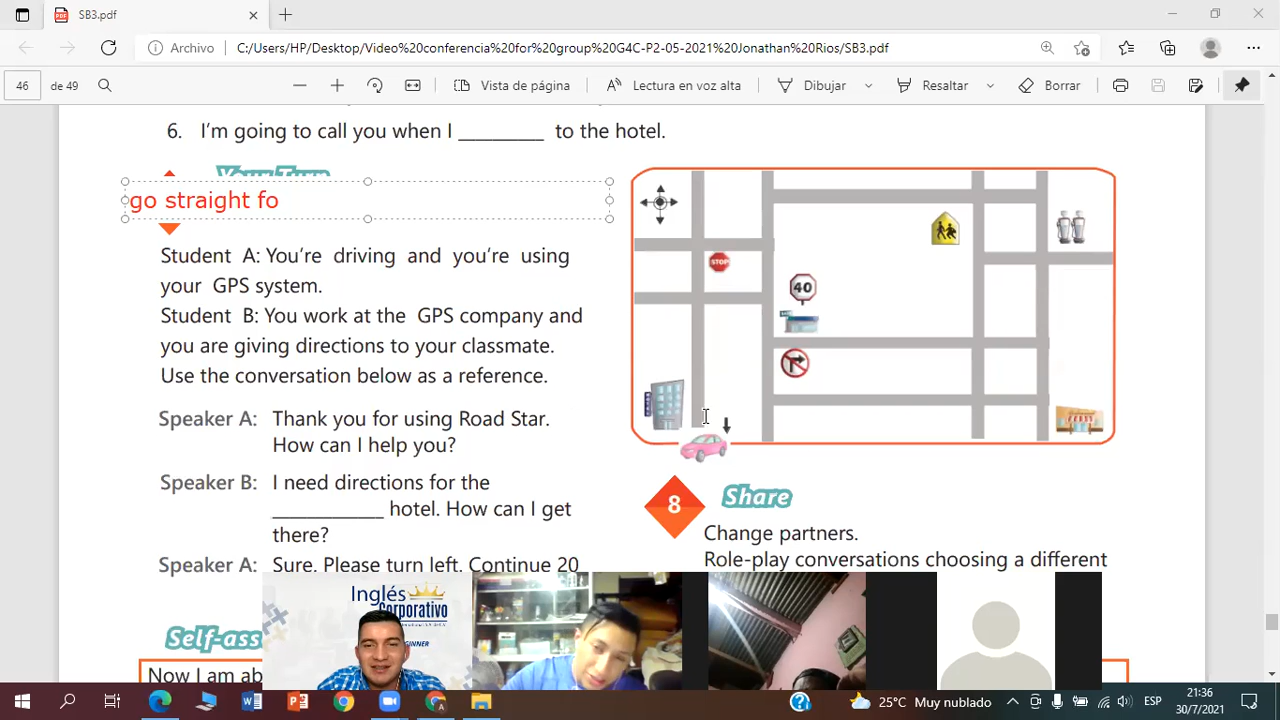 SB3.pdf
Archivo
C:/Users/HP/Desktop/Video%20conferencia%20for%20group%20G4C-P2-05-2021%20Jonathan%20Rios/SB3.pdf
46 de 49
Vista de página
Lectura en voz alta
Dibujar
Resaltar
Borrar
6. I'm going to call you when I __________ to the hotel.
Your Turn
go straight fo
Student A: You're driving and you're using
your GPS system.
Student B: You work at the GPS company and
you are giving directions to your classmate.
Use the conversation below as a reference.
Speaker A: Thank you for using Road Star.
How can I help you?
Speaker B: I need directions for the
_____________ hotel. How can I get
there?
Speaker A: Sure. Please turn left. Continue 20
STOP
40
8 Share
Change partners.
Role-play conversations choosing a different
Self-ass
Now I am ab
Inglés
Corporativo
25°C Muy nublado
ESP
21:36
30/7/2021